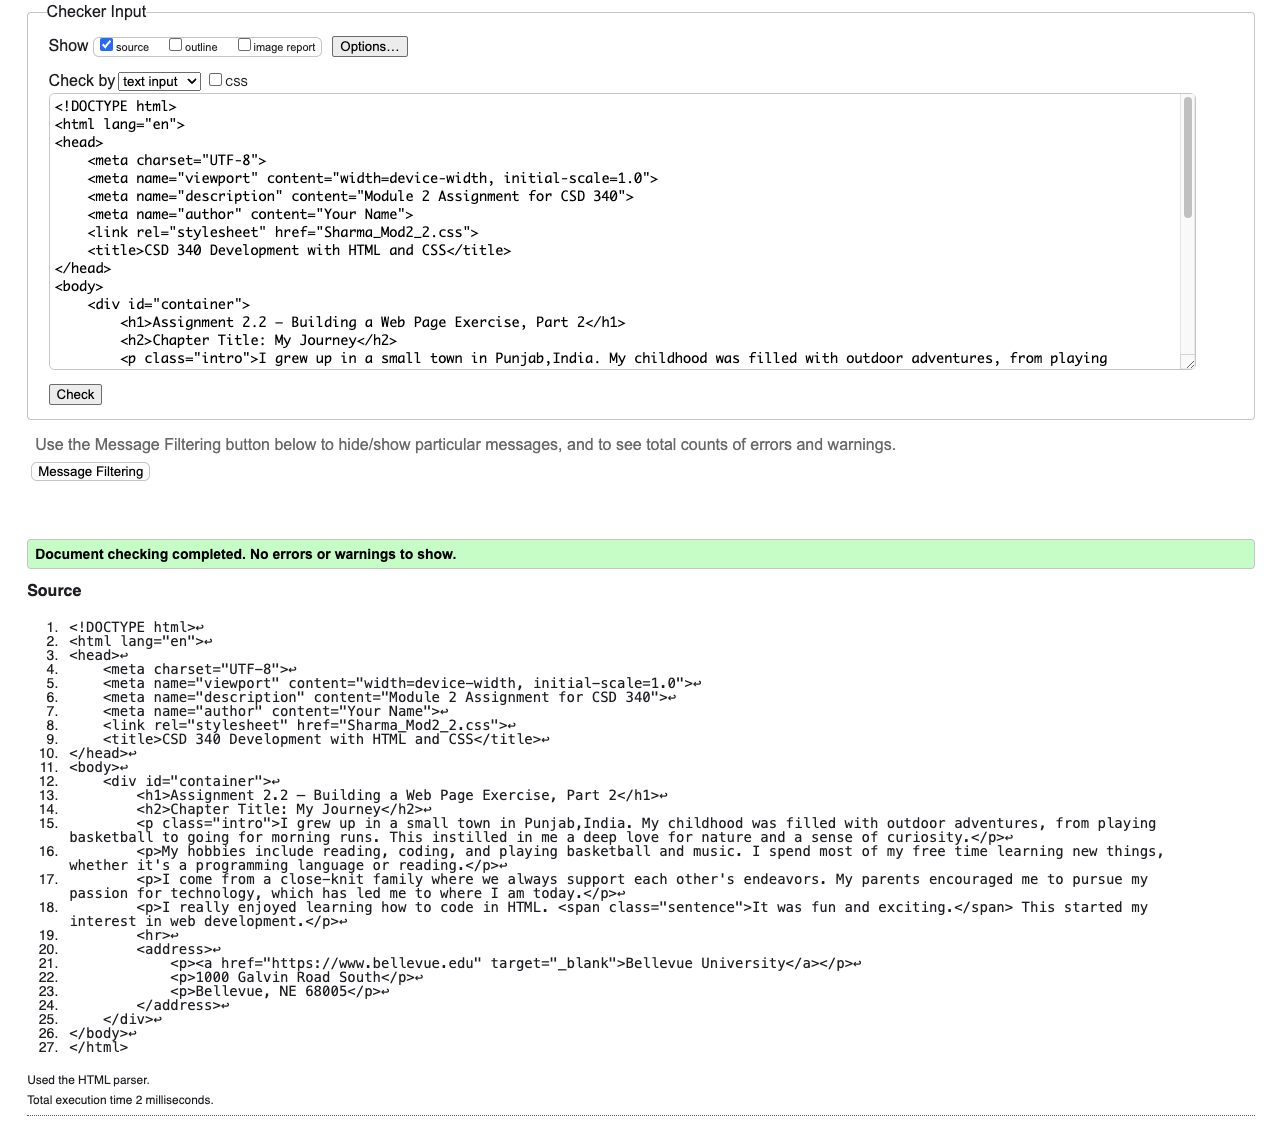 Checker Input
Show source outline image report Options...
Check by text input CSS
<!DOCTYPE html>
<html lang="en">
<head>
    <meta charset="UTF-8">
    <meta name="viewport" content="width=device-width, initial-scale=1.0">
    <meta name="description" content="Module 2 Assignment for CSD 340">
    <meta name="author" content="Your Name">
    <link rel="stylesheet" href="Sharma_Mod2_2.css">
    <title>CSD 340 Development with HTML and CSS</title>
</head>
<body>
    <div id="container">
        <h1>Assignment 2.2 – Building a Web Page Exercise, Part 2</h1>
        <h2>Chapter Title: My Journey</h2>
        <p class="intro">I grew up in a small town in Punjab,India. My childhood was filled with outdoor adventures, from playing
Check
Use the Message Filtering button below to hide/show particular messages, and to see total counts of errors and warnings.
Message Filtering
Document checking completed. No errors or warnings to show.
Source
1. <!DOCTYPE html>↩
2. <html lang="en">↩
3. <head>↩
4.     <meta charset="UTF-8">↩
5.     <meta name="viewport" content="width=device-width, initial-scale=1.0">↩
6.     <meta name="description" content="Module 2 Assignment for CSD 340">↩
7.     <meta name="author" content="Your Name">↩
8.     <link rel="stylesheet" href="Sharma_Mod2_2.css">↩
9.     <title>CSD 340 Development with HTML and CSS</title>↩
10. </head>↩
11. <body>↩
12.     <div id="container">↩
13.         <h1>Assignment 2.2 – Building a Web Page Exercise, Part 2</h1>↩
14.         <h2>Chapter Title: My Journey</h2>↩
15.         <p class="intro">I grew up in a small town in Punjab,India. My childhood was filled with outdoor adventures, from playing
basketball to going for morning runs. This instilled in me a deep love for nature and a sense of curiosity.</p>↩
16.         <p>My hobbies include reading, coding, and playing basketball and music. I spend most of my free time learning new things,
whether it's a programming language or reading.</p>↩
17.         <p>I come from a close-knit family where we always support each other's endeavors. My parents encouraged me to pursue my
passion for technology, which has led me to where I am today.</p>↩
18.         <p>I really enjoyed learning how to code in HTML. <span class="sentence">It was fun and exciting.</span> This started my
interest in web development.</p>↩
19.         <hr>↩
20.         <address>↩
21.             <p><a href="https://www.bellevue.edu" target="_blank">Bellevue University</a></p>↩
22.             <p>1000 Galvin Road South</p>↩
23.             <p>Bellevue, NE 68005</p>↩
24.         </address>↩
25.     </div>↩
26. </body>↩
27. </html>
Used the HTML parser.
Total execution time 2 milliseconds.